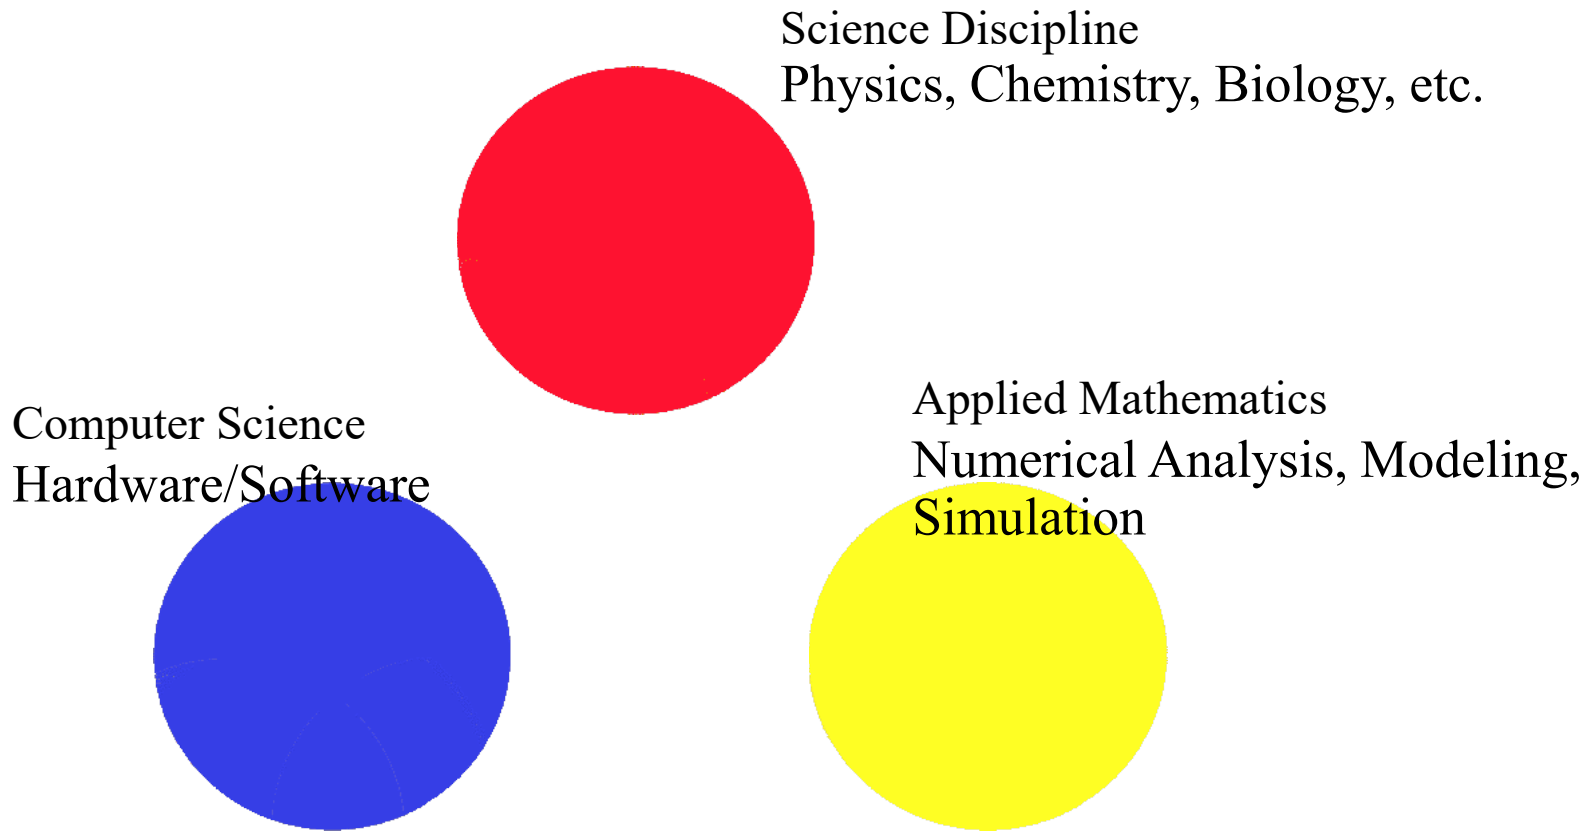 Science Discipline
Physics, Chemistry, Biology, etc.
Computer Science
Hardware/Software
Applied Mathematics
Numerical Analysis, Modeling,
Simulation